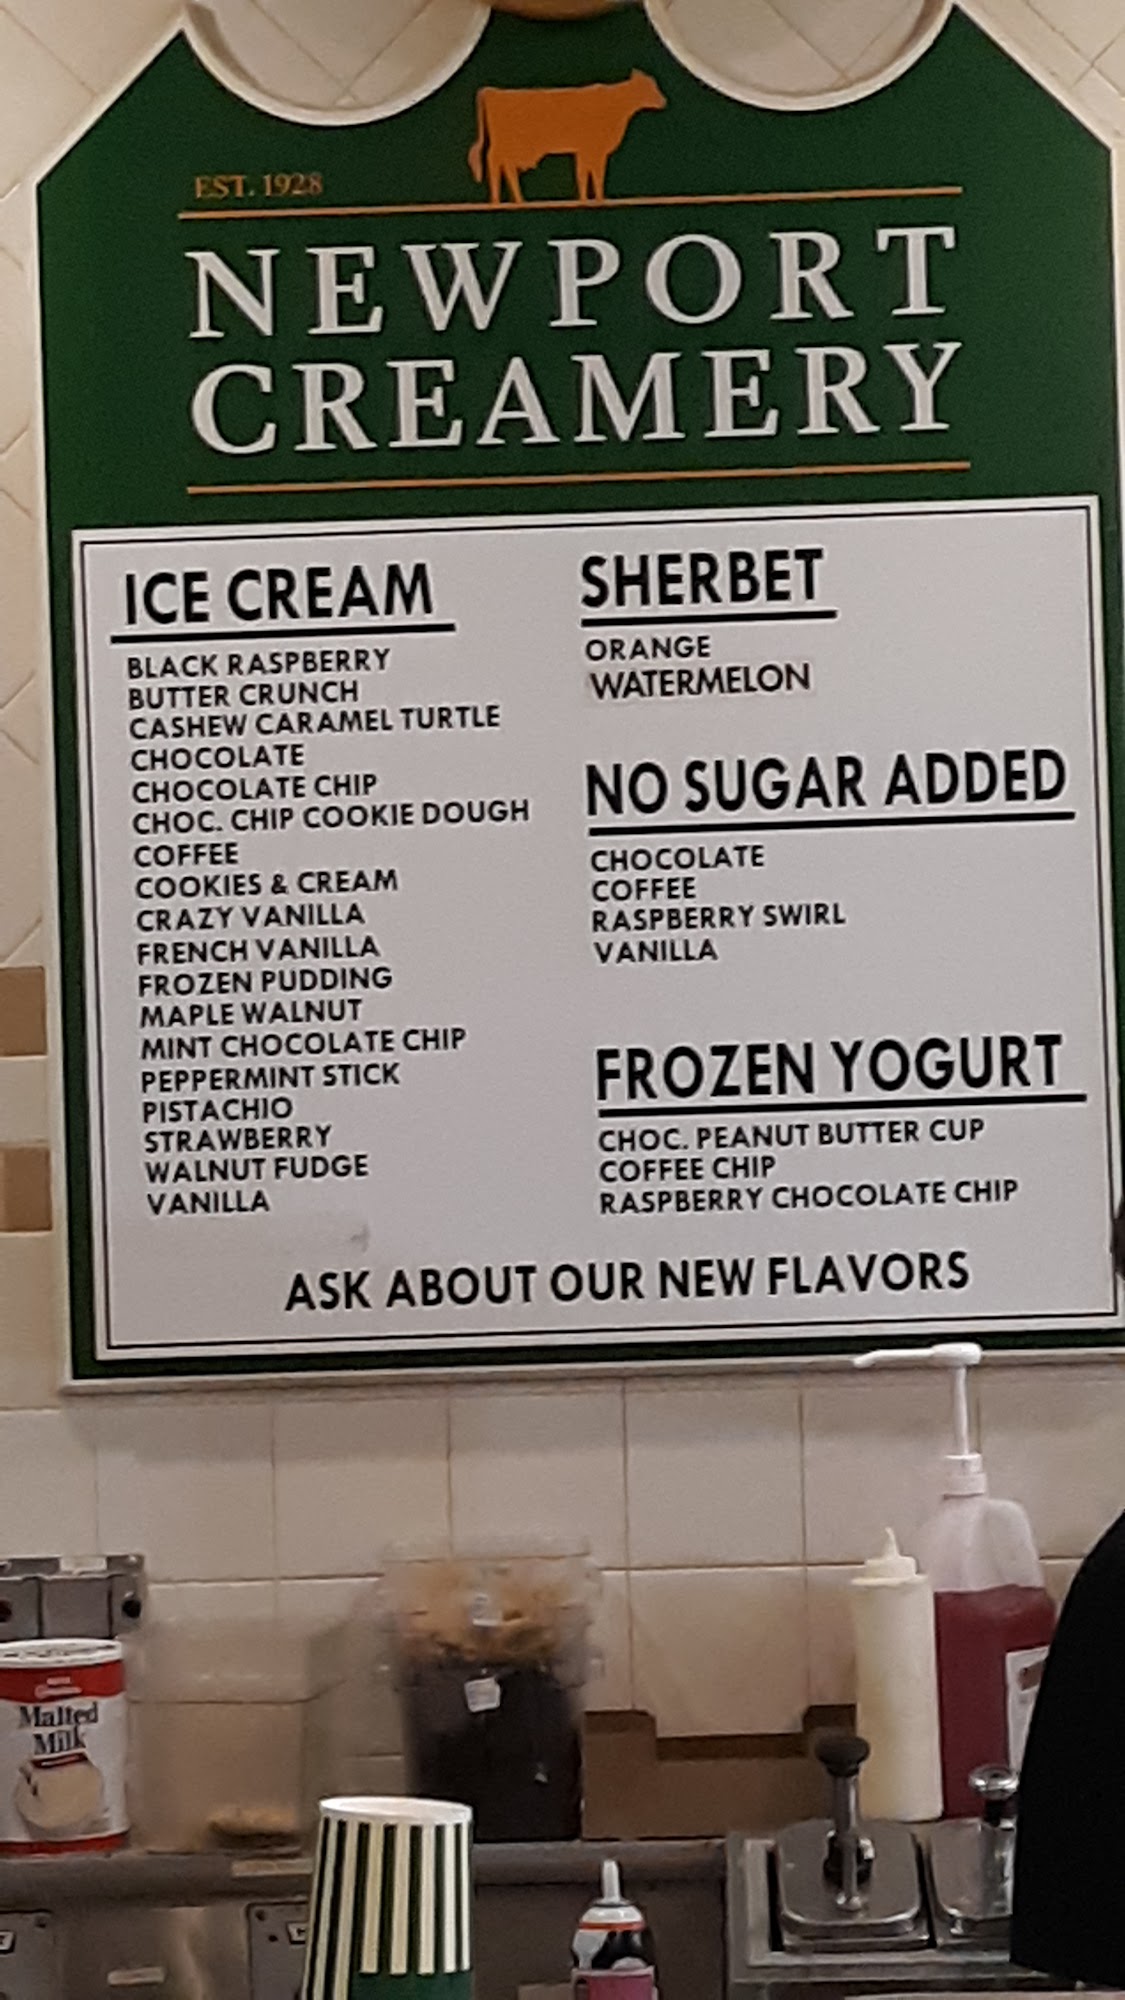 EST. 1928
NEWPORT
CREAMERY
ICE CREAM
BLACK RASPBERRY
BUTTER CRUNCH
CASHEW CARAMEL TURTLE
CHOCOLATE
CHOCOLATE CHIP
CHOC. CHIP COOKIE DOUGH
COFFEE
COOKIES & CREAM
CRAZY VANILLA
FRENCH VANILLA
FROZEN PUDDING
MAPLE WALNUT
MINT CHOCOLATE CHIP
PEPPERMINT STICK
PISTACHIO
STRAWBERRY
WALNUT FUDGE
VANILLA
SHERBET
ORANGE
WATERMELON
NO SUGAR ADDED
CHOCOLATE
COFFEE
RASPBERRY SWIRL
VANILLA
FROZEN YOGURT
CHOC. PEANUT BUTTER CUP
COFFEE CHIP
RASPBERRY CHOCOLATE CHIP
ASK ABOUT OUR NEW FLAVORS
Malted
Milk